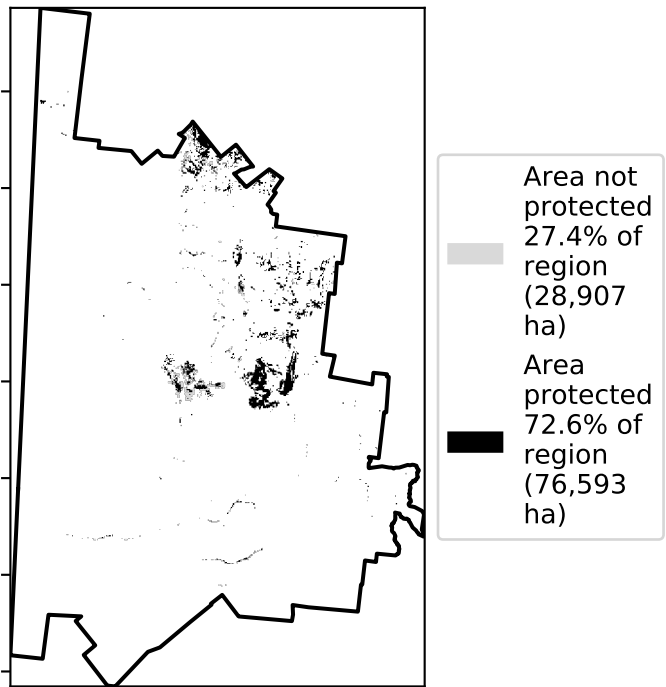 Area not
protected
27.4% of
region
(28,907
ha)
Area
protected
72.6% of
region
(76,593
ha)